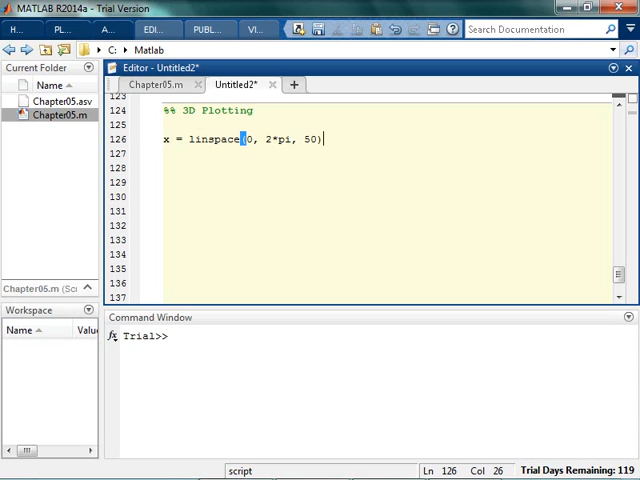 MATLAB R2014a - Trial Version
H... P... A... EDI... PUBL... VI... Search Documentation
C: Matlab
Current Folder
Editor - Untitled2*
Name
Chapter05.m Untitled2*
Chapter05.asv
Chapter05.m
123
124 %% 3D Plotting
125
126 x = linspace(0, 2*pi, 50)
127
128
129
130
131
132
133
134
135
136
137
Chapter05.m (Sc
Workspace
Name Valu
Command Window
fx Trial>>
script Ln 126 Col 26 Trial Days Remaining: 119